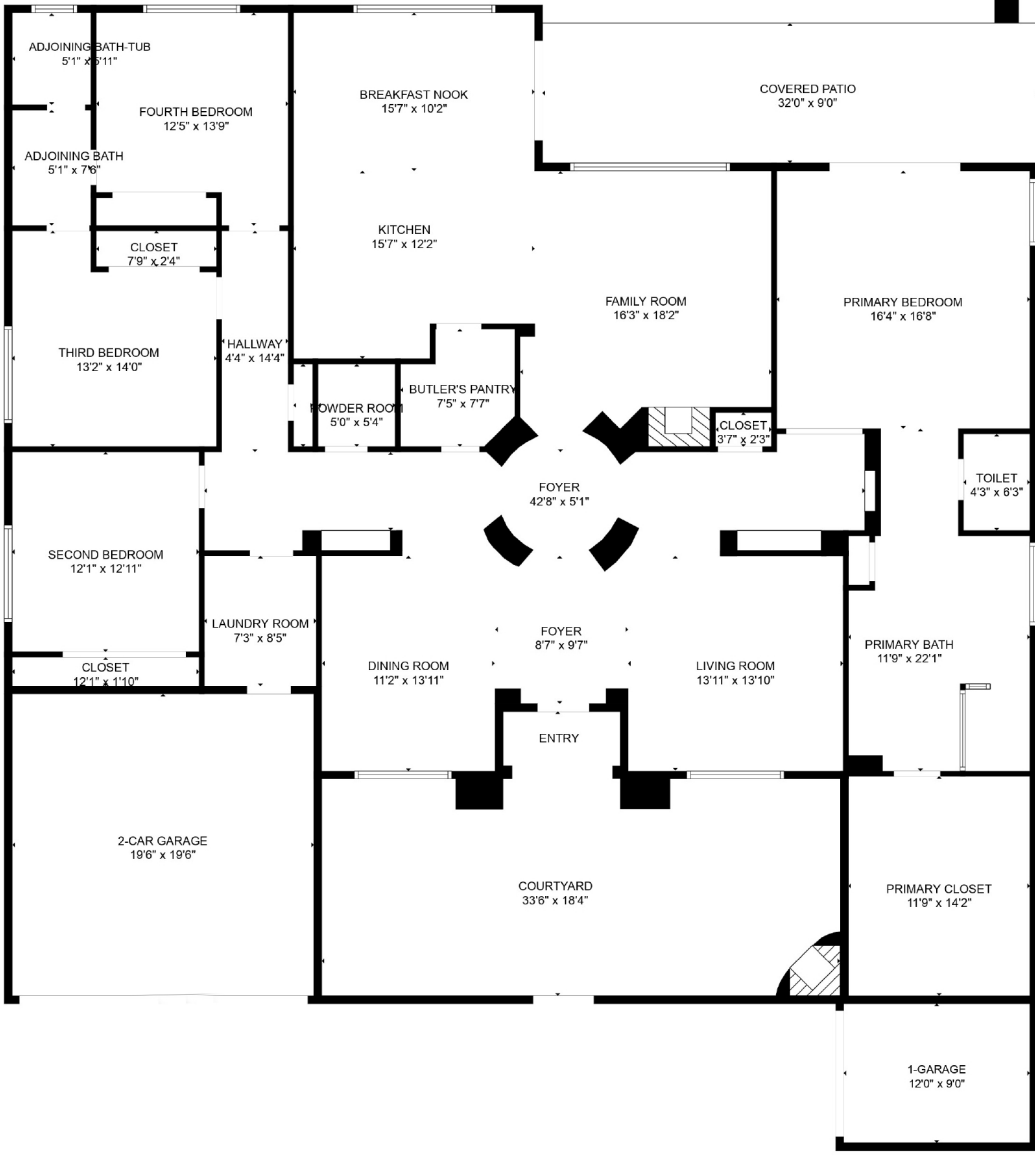 ADJOINING BATH-TUB
5'1" x 5'11"
FOURTH BEDROOM
12'5" x 13'9"
BREAKFAST NOOK
15'7" x 10'2"
COVERED PATIO
32'0" x 9'0"
ADJOINING BATH
5'1" x 7'6"
CLOSET
7'9" x 2'4"
KITCHEN
15'7" x 12'2"
FAMILY ROOM
16'3" x 18'2"
PRIMARY BEDROOM
16'4" x 16'8"
THIRD BEDROOM
13'2" x 14'0"
HALLWAY
4'4" x 14'4"
POWDER ROOM
5'0" x 5'4"
BUTLER'S PANTRY
7'5" x 7'7"
CLOSET
3'7" x 2'3"
FOYER
42'8" x 5'1"
TOILET
4'3" x 6'3"
SECOND BEDROOM
12'1" x 12'11"
LAUNDRY ROOM
7'3" x 8'5"
FOYER
8'7" x 9'7"
PRIMARY BATH
11'9" x 22'1"
CLOSET
12'1" x 1'10"
DINING ROOM
11'2" x 13'11"
LIVING ROOM
13'11" x 13'10"
ENTRY
2-CAR GARAGE
19'6" x 19'6"
COURTYARD
33'6" x 18'4"
PRIMARY CLOSET
11'9" x 14'2"
1-GARAGE
12'0" x 9'0"